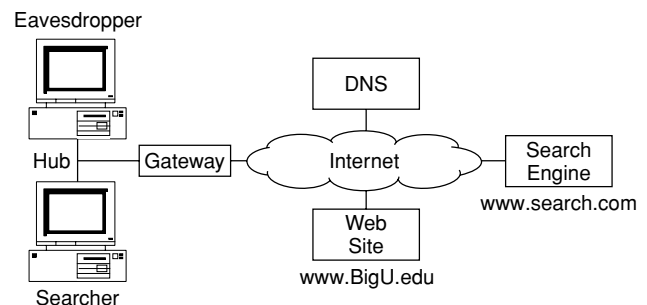 Eavesdropper
DNS
Hub
Gateway
Internet
Search
Engine
www.search.com
Web
Site
www.BigU.edu
Searcher